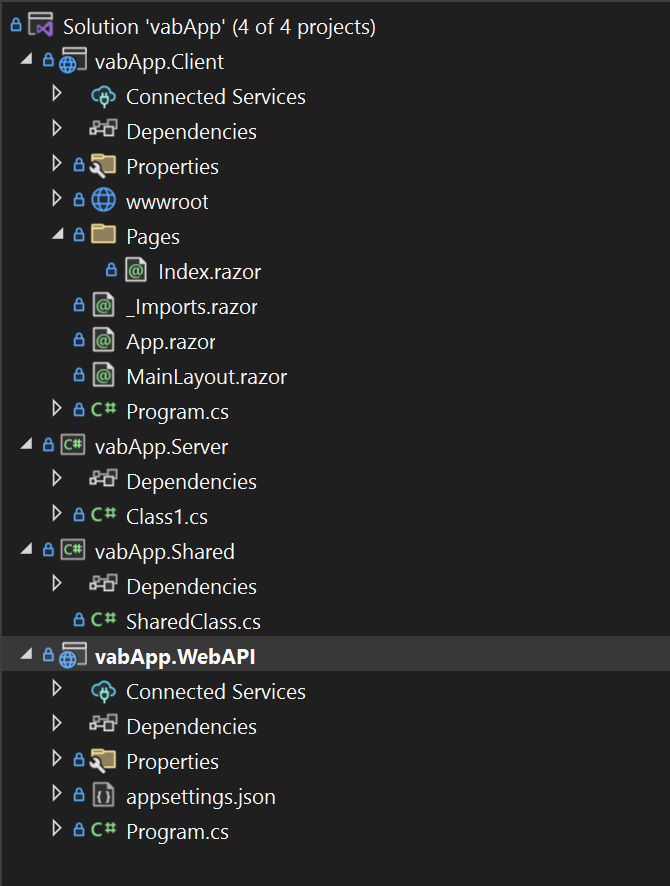 Solution 'vabApp' (4 of 4 projects)
vabApp.Client
Connected Services
Dependencies
Properties
wwwroot
Pages
Index.razor
_Imports.razor
App.razor
MainLayout.razor
C# Program.cs
C# vabApp.Server
Dependencies
C# Class1.cs
C# vabApp.Shared
Dependencies
C# SharedClass.cs
vabApp.WebAPI
Connected Services
Dependencies
Properties
appsettings.json
C# Program.cs